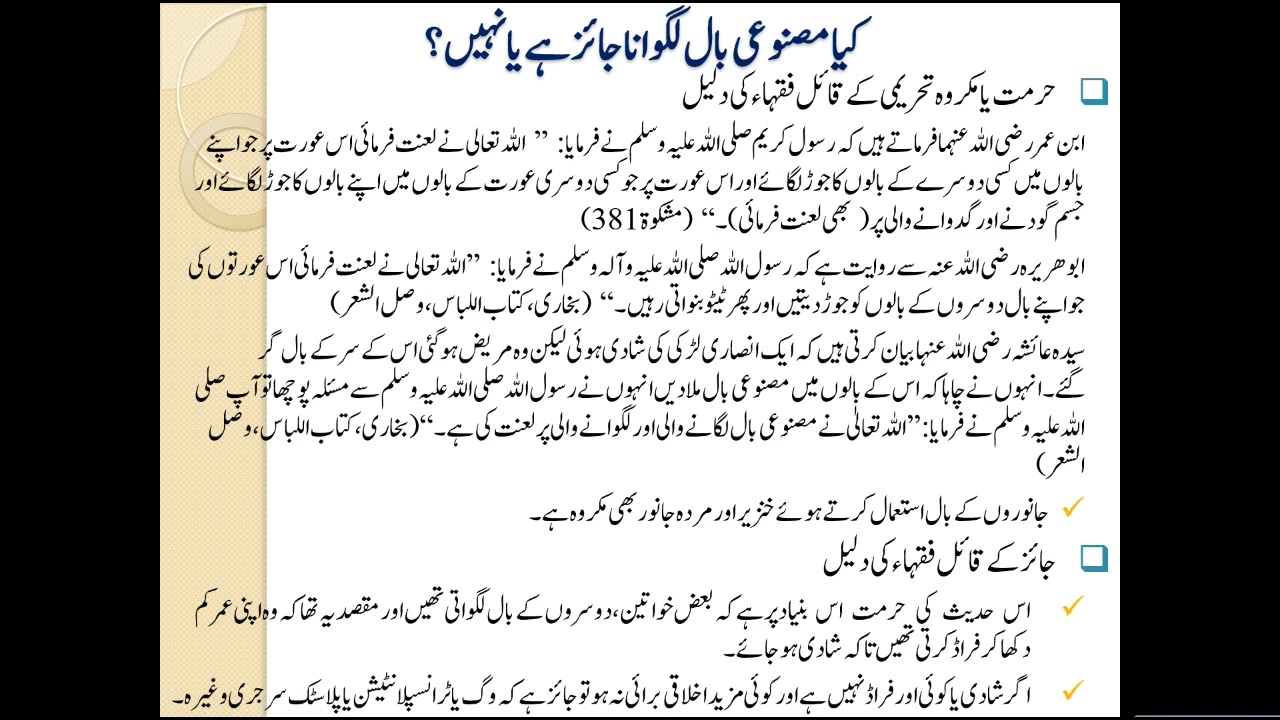 کیا مصنوعی بال لگوانا جائز ہے یا نہیں؟
حرمت یا مکروہ تحریمی کے قائل فقہاء کی دلیل
ابن عمر رضی اللہ عنہما فرماتے ہیں کہ رسول کریم صلی اللہ علیہ وسلم نے فرمایا: ” اللہ تعالی نے لعنت فرمائی اس عورت پر جو اپنے
بالوں میں کسی دوسرے کے بالوں کا جوڑ لگائے اور اس عورت پر جو کسی دوسری عورت کے بالوں میں اپنے بالوں کا جوڑ لگائے اور
جسم گودنے اور گدوانے والی پر ( بھی لعنت فرمائی)۔“ (مشکوۃ 381)
ابو ھریرہ رضی اللہ عنہ سے روایت ہے کہ رسول اللہ صلی اللہ علیہ وآلہ وسلم نے فرمایا: ”اللہ تعالی نے لعنت فرمائی اس عورتوں کی
جو اپنے بال دوسروں کے بالوں کو جوڑ دیتیں اور پھر ٹیٹو بنواتی رہیں۔“ (بخاری، کتاب اللباس، وصل الشعر)
سیدہ عائشہ رضی اللہ عنہا بیان کرتی ہیں کہ ایک انصاری لڑکی کی شادی ہوئی لیکن وہ مریض ہو گئی اس کے سر کے بال گر
گئے۔ انہوں نے چاہا کہ اس کے بالوں میں مصنوعی بال ملا دیں انہوں نے رسول اللہ صلی اللہ علیہ وسلم سے مسئلہ پوچھا تو آپ صلی
اللہ علیہ وسلم نے فرمایا: ”اللہ تعالٰی نے مصنوعی بال لگانے والی اور لگوانے والی پر لعنت کی ہے۔“ (بخاری، کتاب اللباس، وصل
الشعر)
جانوروں کے بال استعمال کرتے ہوئے خنزیر اور مردہ جانور بھی مکروہ ہے۔
جائز کے قائل فقہاء کی دلیل
اس حدیث کی حرمت اس بنیاد پر ہے کہ بعض خواتین، دوسروں کے بال لگواتی تھیں اور مقصد یہ تھا کہ وہ اپنی عمر کم
دکھا کر فراڈ کرتی تھیں تاکہ شادی ہو جائے۔
اگر شادی یا کوئی اور فراڈ نہیں ہے اور کوئی مزید اخلاقی برائی نہ ہو تو جائز ہے کہ وگ یا ٹرانسپلانٹیشن یا پلاسٹک سرجری وغیرہ۔